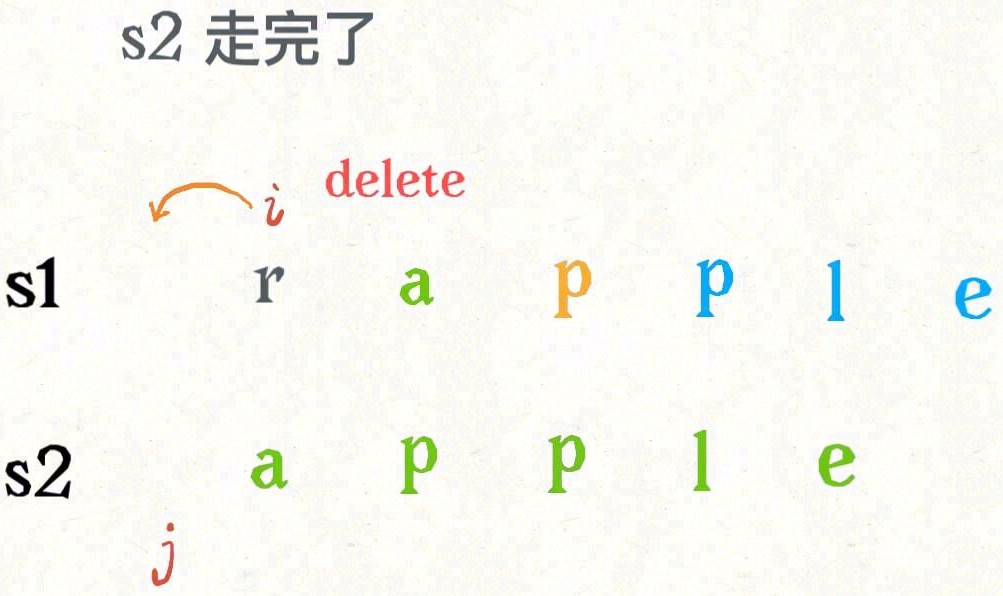 s2 走完了
i delete
s1 r a p p l e
s2 a p p l e
j